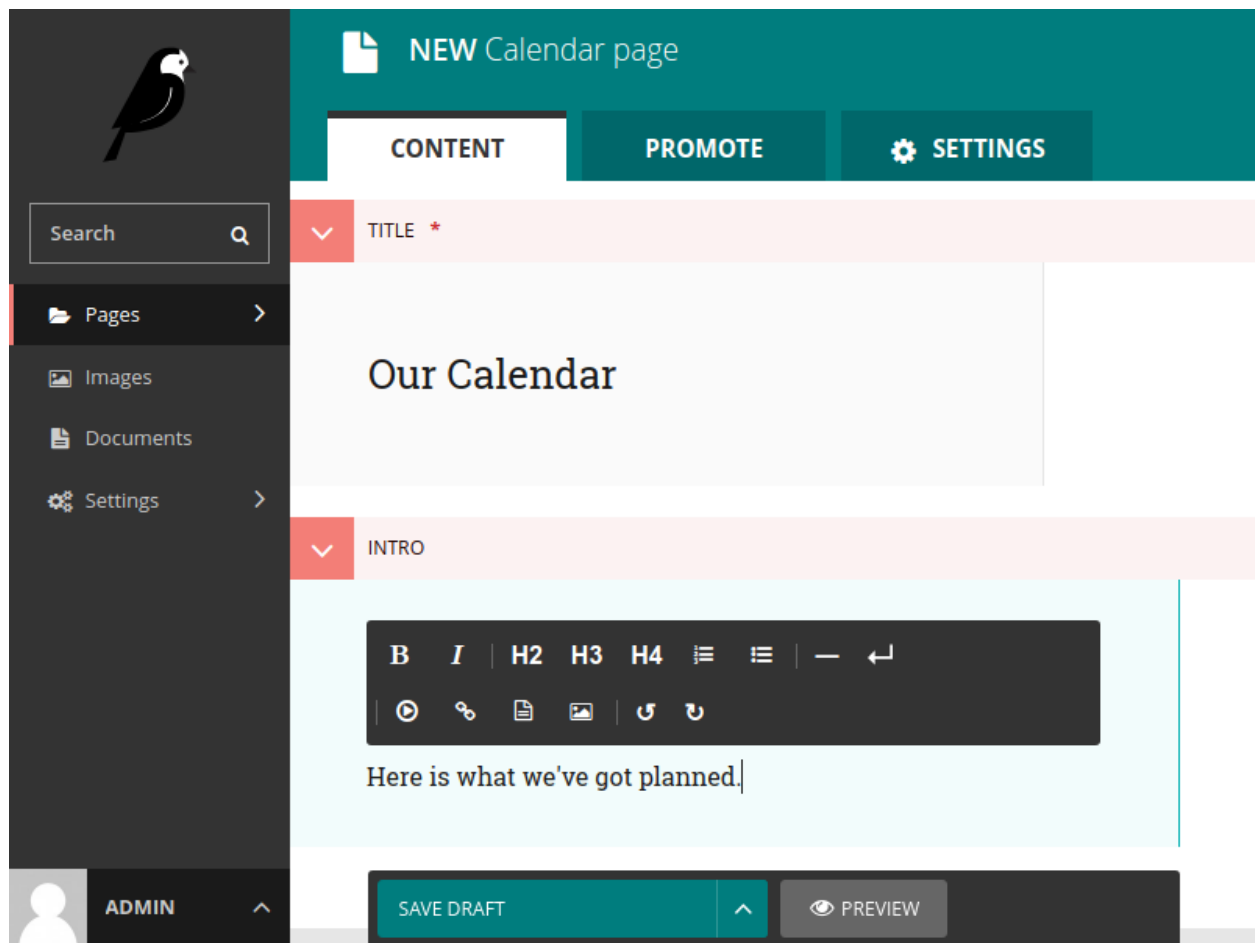 NEW Calendar page
CONTENT PROMOTE SETTINGS
Search
Pages
Images
Documents
Settings
ADMIN
TITLE *
Our Calendar
INTRO
B I H2 H3 H4
Here is what we've got planned.
SAVE DRAFT PREVIEW